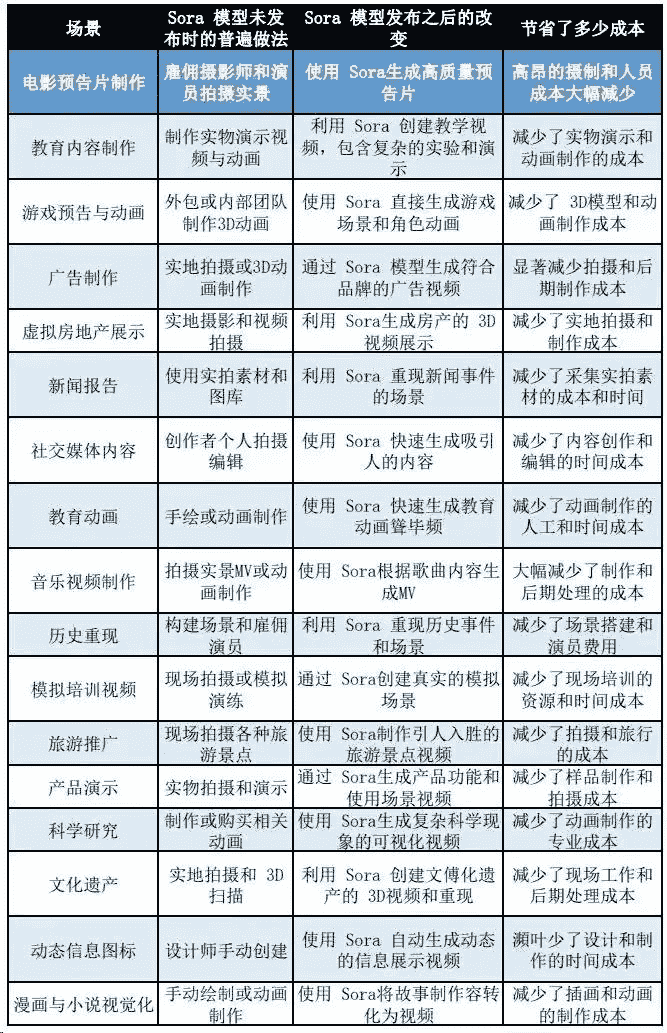 场景
Sora 模型未发
布时的普遍做法
Sora 模型发布之后的改
变
节省了多少成本
电影预告片制作
雇佣摄影师和演
员拍摄实景
使用 Sora生成高质量预
告片
高昂的摄制和人员
成本大幅减少
教育内容制作
制作实物演示视
频与动画
利用 Sora 创建教学视
频，包含复杂的实验和演
示
减少了实物演示和
动画制作的成本
游戏预告与动画
外包或内部团队
制作3D动画
使用 Sora 直接生成游戏
场景和角色动画
减少了 3D模型和动
画制作成本
广告制作
实地拍摄或3D动
画制作
通过 Sora 模型生成符合
品牌的广告视频
显著减少拍摄和后
期制作成本
虚拟房地产展示
实地摄影和视频
拍摄
利用 Sora生成房产的 3D
视频展示
减少了实地拍摄和
制作成本
新闻报告
使用实拍素材和
图库
利用 Sora 重现新闻事件
的场景
减少了采集实拍素
材的成本和时间
社交媒体内容
创作者个人拍摄
编辑
使用 Sora 快速生成吸引
人的内容
减少了内容创作和
编辑的时间成本
教育动画
手绘或动画制作
使用 Sora 快速生成教育
动画聳毕频
减少了动画制作的
人工和时间成本
音乐视频制作
拍摄实景MV或动
画制作
使用 Sora根据歌曲内容生
成MV
大幅减少了制作和
后期处理的成本
历史重现
构建场景和雇佣
演员
利用 Sora 重现历史事件
和场景
减少了场景搭建和
演员费用
模拟培训视频
现场拍摄或模拟
演练
通过 Sora创建真实的模拟
场景
减少了现场培训的
资源和时间成本
旅游推广
现场拍摄各种旅
游景点
使用 Sora制作引人入胜的
旅游景点视频
减少了拍摄和旅行
的成本
产品演示
实物拍摄和演示
通过 Sora生成产品功能和
使用场景视频
减少了样品制作和
拍摄成本
科学研究
制作或购买相关
动画
使用 Sora生成复杂科学现
象的可视化视频
减少了动画制作的
专业成本
文化遗产
实地拍摄和 3D
扫描
利用 Sora 创建文傅化遗
产的 3D视频和重现
减少了现场工作和
后期处理成本
动态信息图标
设计师手动创建
使用 Sora 自动生成动态
的信息展示视频
濒叶少了设计和制
作的时间成本
漫画与小说视觉化
手动绘制或动画
制作
使用 Sora将故事制作容转
化为视频
减少了插画和动画
的制作成本